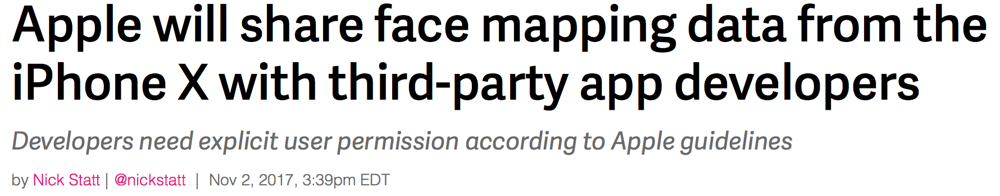 Apple will share face mapping data from the
iPhone X with third-party app developers
Developers need explicit user permission according to Apple guidelines
by Nick Statt | @nickstatt | Nov 2, 2017, 3:39pm EDT